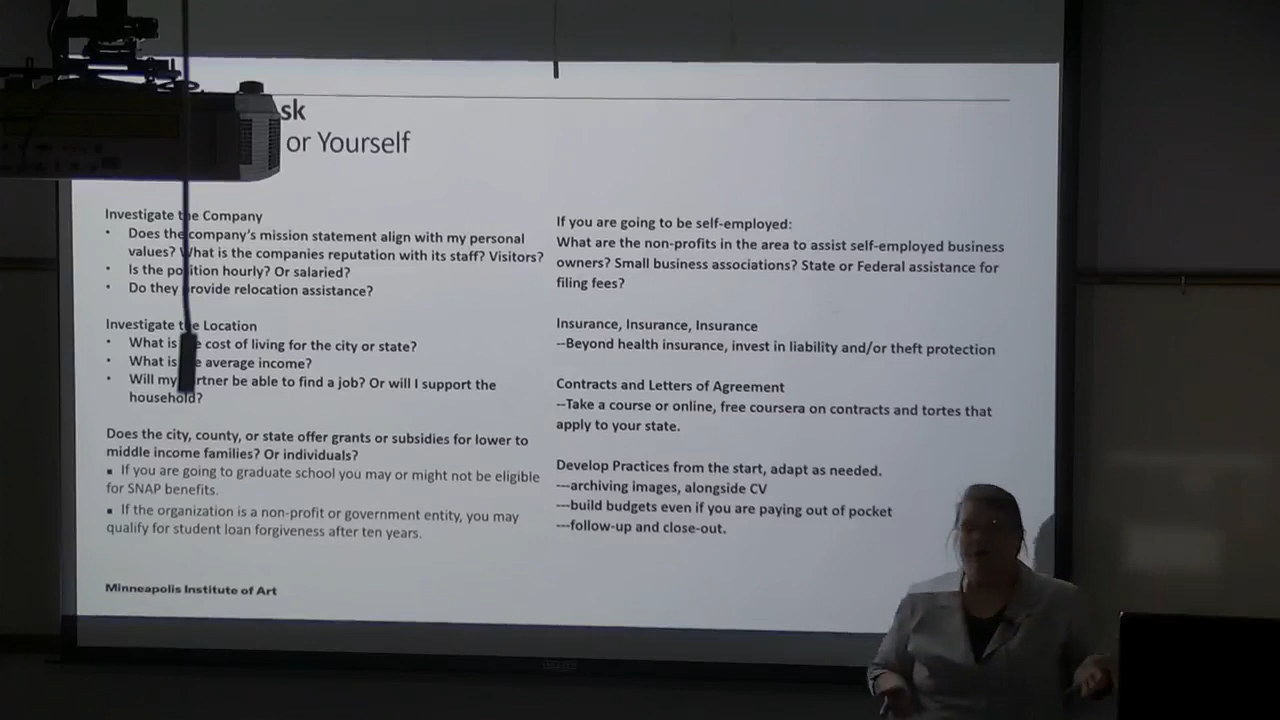 sk
or Yourself
Investigate the Company
• Does the company's mission statement align with my personal
values? What is the companies reputation with its staff? Visitors?
• Is the position hourly? Or salaried?
• Do they provide relocation assistance?
Investigate the Location
• What is the cost of living for the city or state?
• What is the average income?
• Will my partner be able to find a job? Or will I support the
household?
Does the city, county, or state offer grants or subsidies for lower to
middle income families? Or individuals?
▪ If you are going to graduate school you may or might not be eligible
for SNAP benefits.
▪ If the organization is a non-profit or government entity, you may
qualify for student loan forgiveness after ten years.
Minneapolis Institute of Art
If you are going to be self-employed:
What are the non-profits in the area to assist self-employed business
owners? Small business associations? State or Federal assistance for
filing fees?
Insurance, Insurance, Insurance
--Beyond health insurance, invest in liability and/or theft protection
Contracts and Letters of Agreement
--Take a course or online, free coursera on contracts and tortes that
apply to your state.
Develop Practices from the start, adapt as needed.
---archiving images, alongside CV
---build budgets even if you are paying out of pocket
---follow-up and close-out.